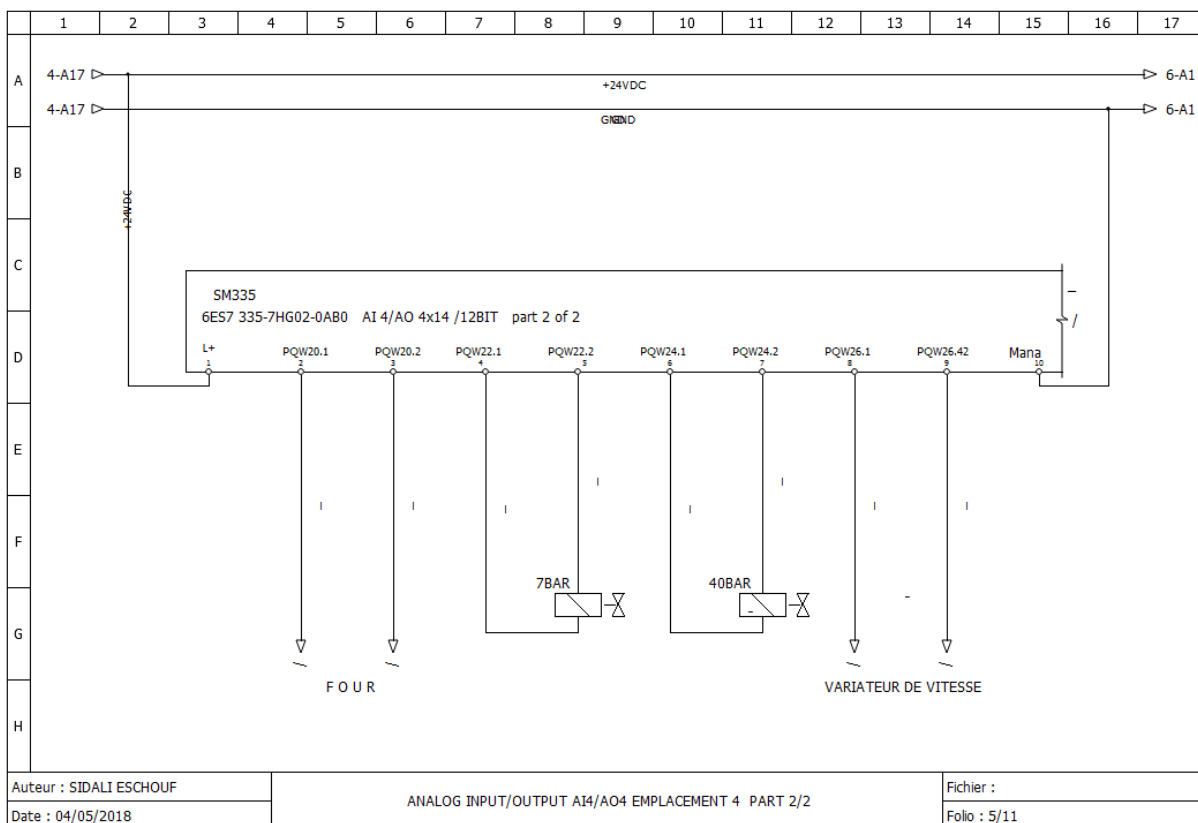 1 2 3 4 5 6 7 8 9 10 11 12 13 14 15 16 17
A
4-A17 +24VDC 6-A1
4-A17 GND 6-A1
B
+24VDC
C
SM335
6ES7 335-7HG02-0AB0 AI 4/AO 4x14 /12BIT part 2 of 2
D
L+ PQW20.1 PQW20.2 PQW22.1 PQW22.2 PQW24.1 PQW24.2 PQW26.1 PQW26.42 Mana
1 2 3 4 5 6 7 8 9 10
E
F
7BAR 40BAR
G
F O U R VARIATEUR DE VITESSE
H
Auteur : SIDALI ESCHOUF
Date : 04/05/2018
ANALOG INPUT/OUTPUT AI4/AO4 EMPLACEMENT 4 PART 2/2
Fichier :
Folio : 5/11